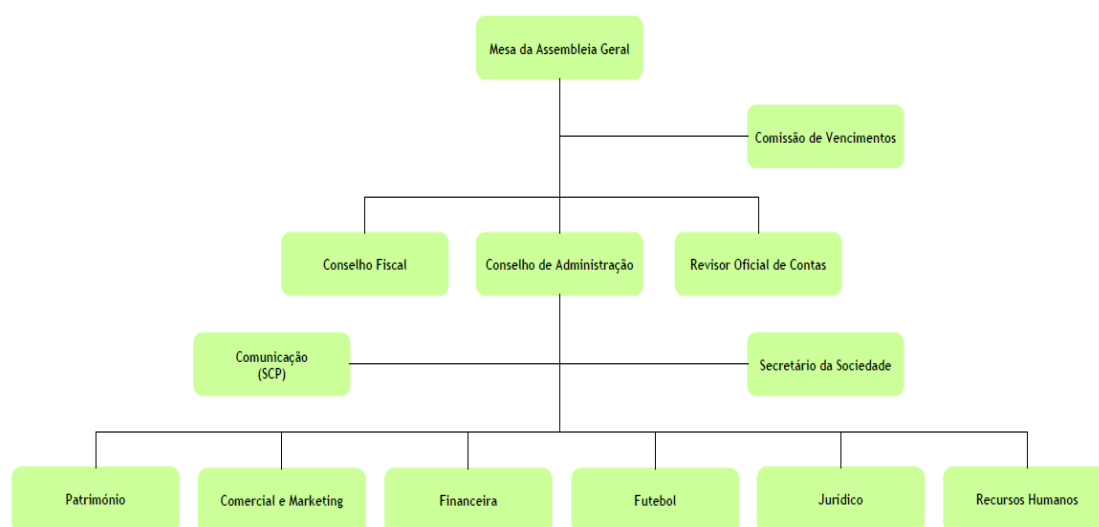 Mesa da Assembleia Geral
Comissão de Vencimentos
Conselho Fiscal
Conselho de Administração
Revisor Oficial de Contas
Comunicação
(SCP)
Secretário da Sociedade
Património
Comercial e Marketing
Financeira
Futebol
Jurídico
Recursos Humanos